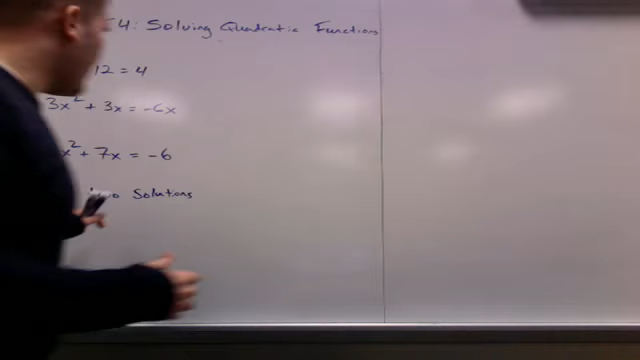 4: Solving Quadratic Functions
12 = 4
3x² + 3x = -6x
x² + 7x = -6
Solutions